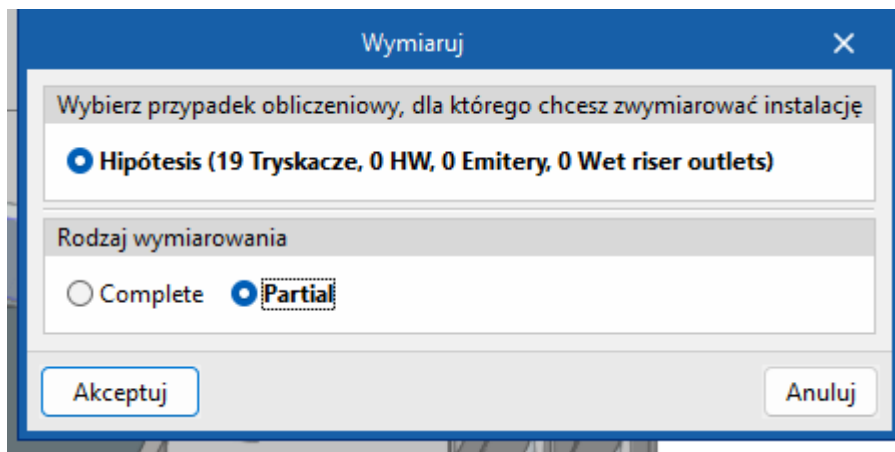 Wymiaruj
Wybierz przypadek obliczeniowy, dla którego chcesz zwymiarować instalację
Hipótesis (19 Tryskacze, 0 HW, 0 Emitery, 0 Wet riser outlets)
Rodzaj wymiarowania
Complete Partial
Akceptuj Anuluj